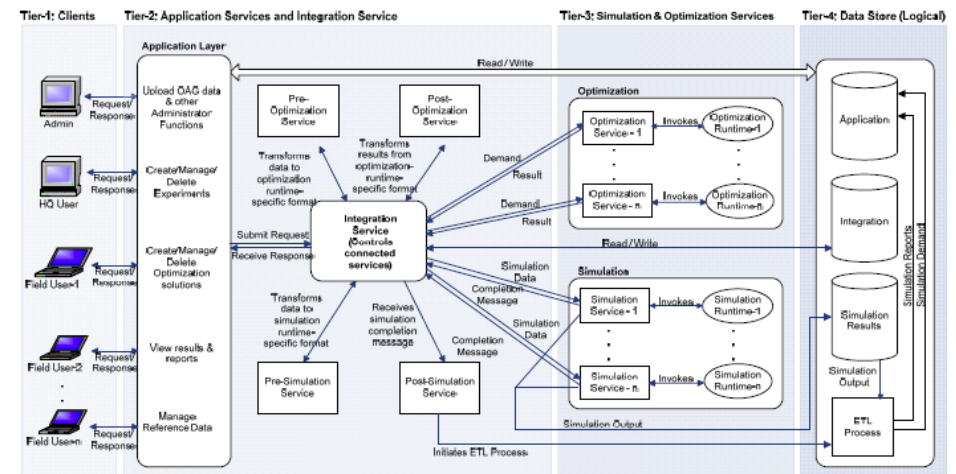 Tier-1: Clients
Tier-2: Application Services and Integration Service
Tier-3: Simulation & Optimization Services
Tier-4: Data Store (Logical)
Application Layer
Read/Write
Admin
Request/
Response
Upload OAG data
& other
Administrator
Functions
HQ User
Request/
Response
Create/Manage/
Delete
Experiments
Field User-1
Request/
Response
Create/Manage/
Delete
Optimization
solutions
Field User-2
Request/
Response
View results &
reports
.
.
Field User-n
Request/
Response
Manage
Reference Data
Pre-
Optimization
Service
Post-
Optimization
Service
Transforms
data to
optimization
runtime-
specific format
Transforms
results from
optimization-
runtime-
specific format
Submit Request
Receive Response
Integration
Service
(Controls
connected
services)
Transforms
data to
simulation
runtime-
specific format
Receives
simulation
completion
message
Completion
Message
Pre-Simulation
Service
Post-Simulation
Service
Initiates ETL Process
Demand
Result
Demand
Result
Read/Write
Simulation
Data
Completion
Message
Simulation
Data
Simulation Output
Optimization
Optimization
Service - 1
Invokes
Optimization
Runtime-1
.
.
.
.
Optimization
Service - n
Invokes
Optimization
Runtime-n
Simulation
Simulation
Service - 1
Invokes
Simulation
Runtime-1
.
.
.
.
Simulation
Service - n
Invokes
Simulation
Runtime-n
Application
Integration
Simulation
Results
Simulation
Output
ETL
Process
Simulation Reports
Simulation Demand